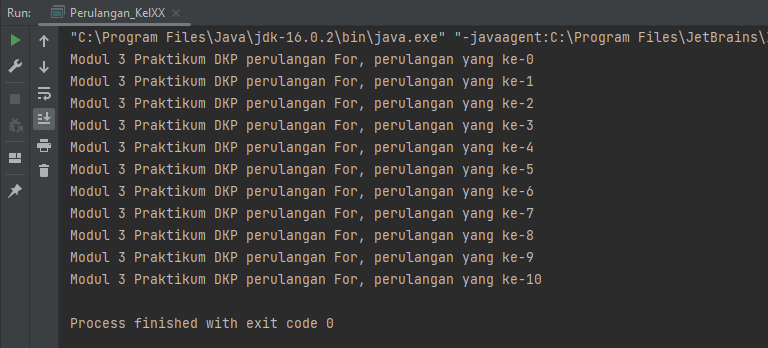 Run: Perulangan_KelXX ×
"C:\Program Files\Java\jdk-16.0.2\bin\java.exe" "-javaagent:C:\Program Files\JetBrains\
Modul 3 Praktikum DKP perulangan For, perulangan yang ke-0
Modul 3 Praktikum DKP perulangan For, perulangan yang ke-1
Modul 3 Praktikum DKP perulangan For, perulangan yang ke-2
Modul 3 Praktikum DKP perulangan For, perulangan yang ke-3
Modul 3 Praktikum DKP perulangan For, perulangan yang ke-4
Modul 3 Praktikum DKP perulangan For, perulangan yang ke-5
Modul 3 Praktikum DKP perulangan For, perulangan yang ke-6
Modul 3 Praktikum DKP perulangan For, perulangan yang ke-7
Modul 3 Praktikum DKP perulangan For, perulangan yang ke-8
Modul 3 Praktikum DKP perulangan For, perulangan yang ke-9
Modul 3 Praktikum DKP perulangan For, perulangan yang ke-10
Process finished with exit code 0